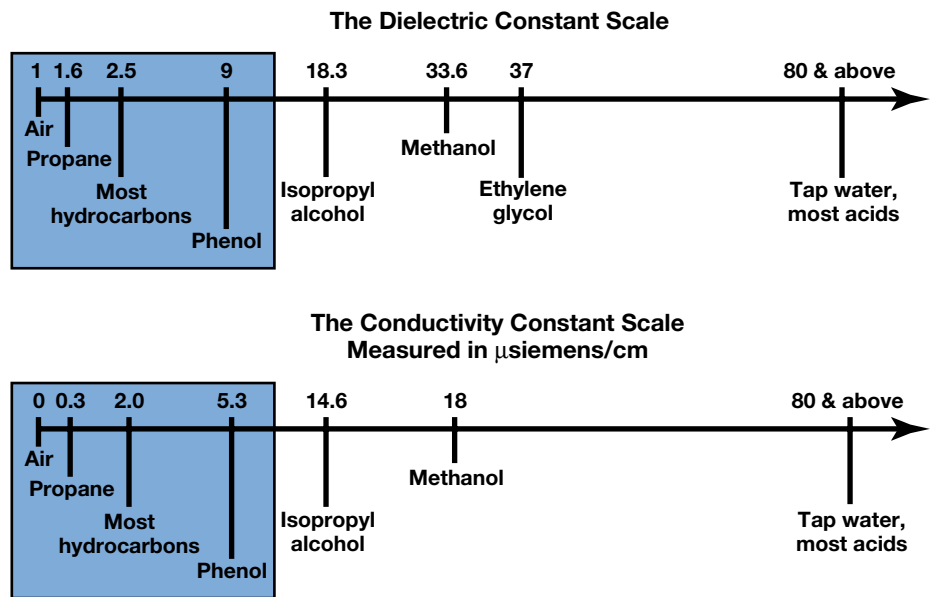 The Dielectric Constant Scale
1 1.6 2.5 9 18.3 33.6 37 80 & above
Air
Propane
Most
hydrocarbons
Phenol
Isopropyl
alcohol
Methanol
Ethylene
glycol
Tap water,
most acids
The Conductivity Constant Scale
Measured in μsiemens/cm
0 0.3 2.0 5.3 14.6 18 80 & above
Air
Propane
Most
hydrocarbons
Phenol
Isopropyl
alcohol
Methanol
Tap water,
most acids